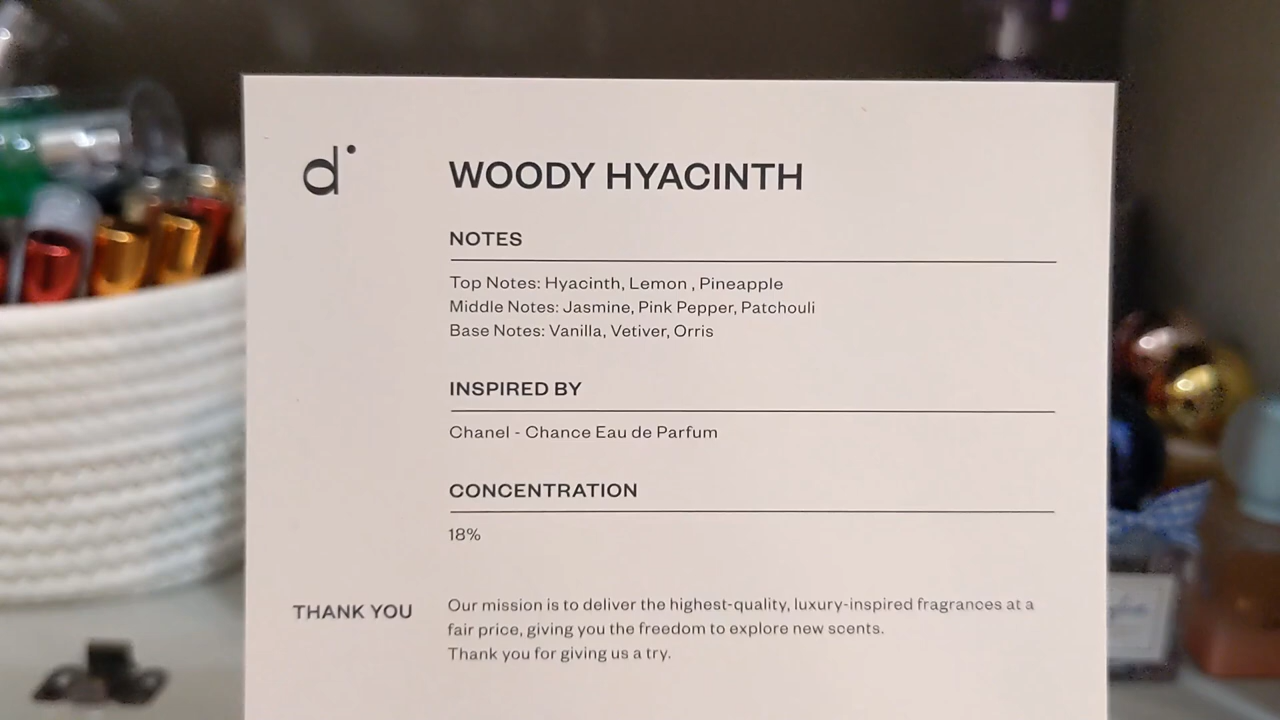 d
WOODY HYACINTH
NOTES
Top Notes: Hyacinth, Lemon , Pineapple
Middle Notes: Jasmine, Pink Pepper, Patchouli
Base Notes: Vanilla, Vetiver, Orris
INSPIRED BY
Chanel - Chance Eau de Parfum
CONCENTRATION
18%
THANK YOU
Our mission is to deliver the highest-quality, luxury-inspired fragrances at a
fair price, giving you the freedom to explore new scents.
Thank you for giving us a try.